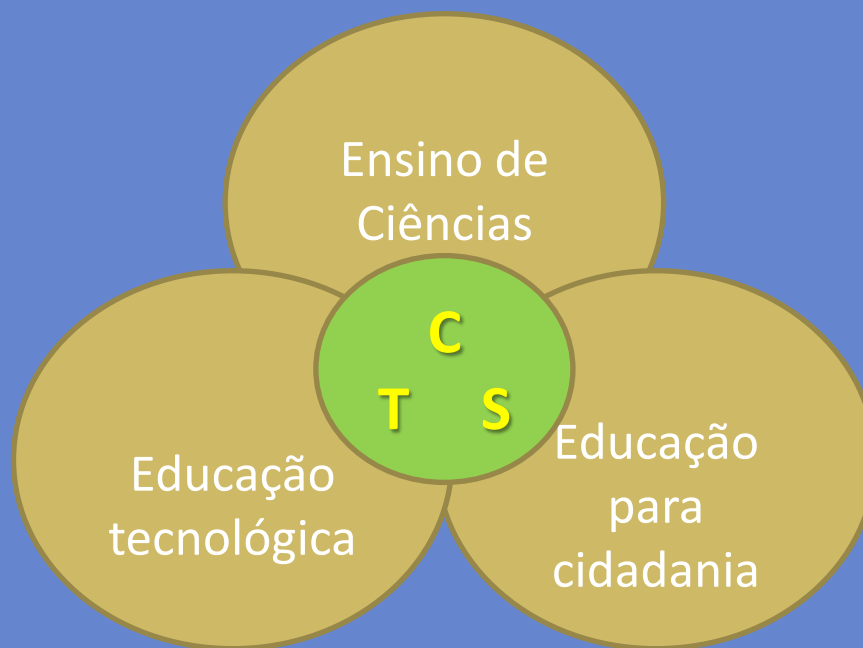 Ensino de
Ciências
C
T S
Educação
tecnológica
Educação
para
cidadania